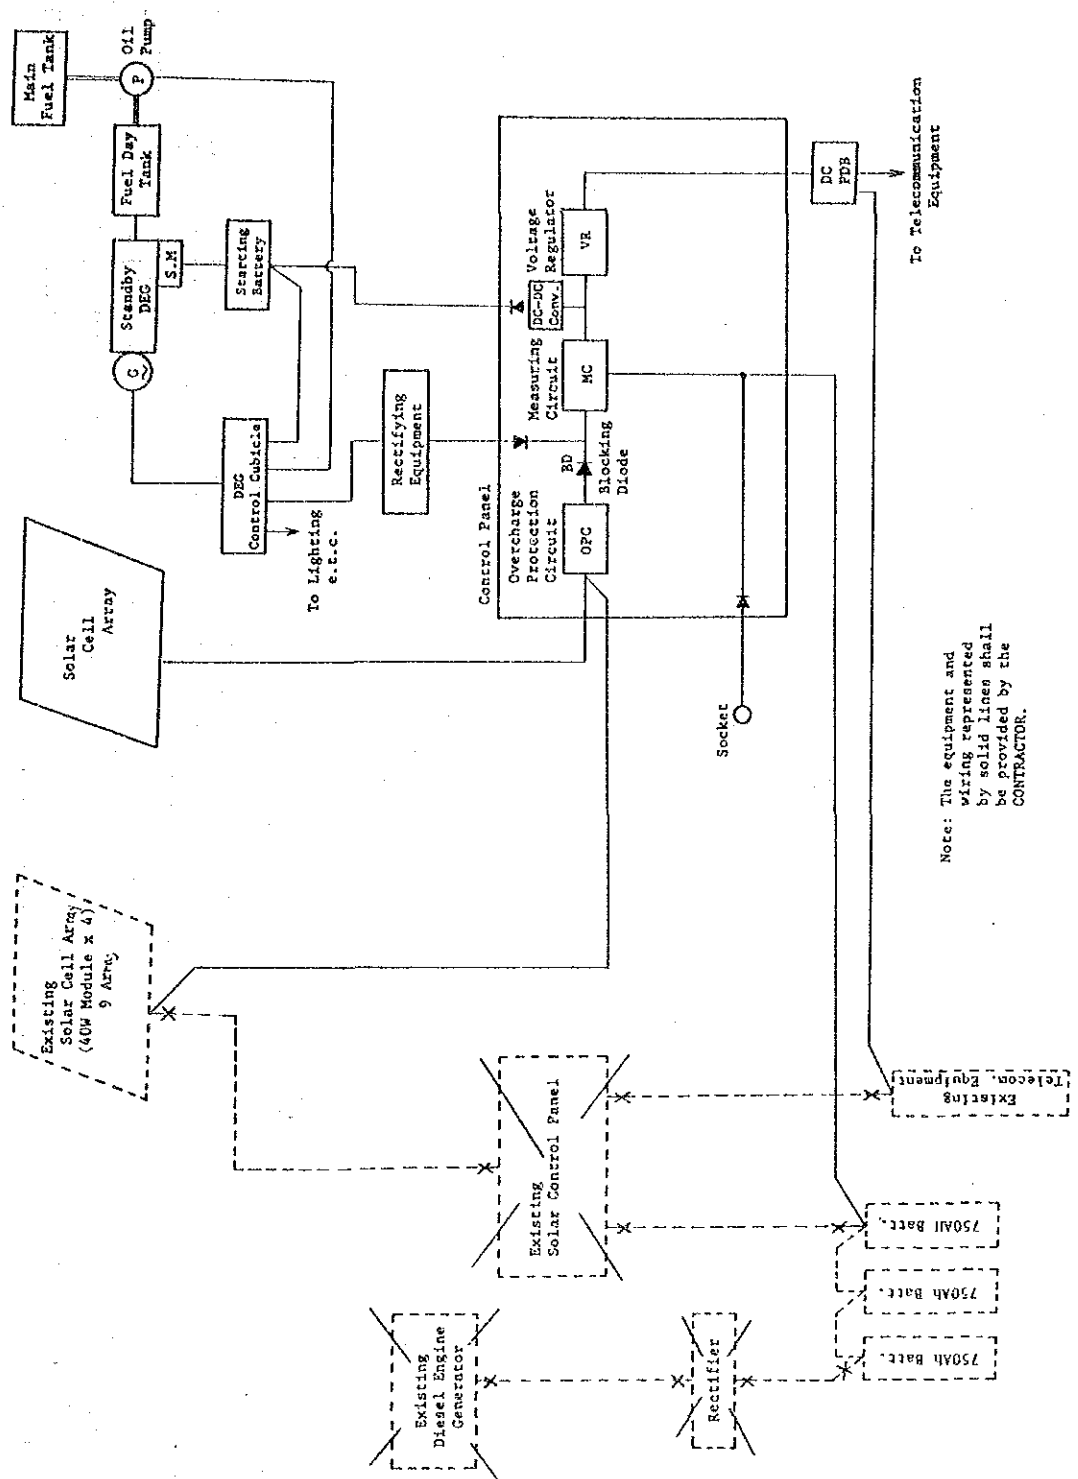 Existing
Solar Cell Array
(40W Module x 4)
9 Array
Solar
Cell
Array
Main
Fuel Tank
P
Oil
Pump
Fuel Day
Tank
Standby
DEG
S.M
G
Starting
Battery
DEG
Control Cubicle
To Lighting
e.t.c.
Rectifying
Equipment
Existing
Diesel Engine
Generator
Existing
Solar Control Panel
Control Panel
Overcharge
Protection
Circuit
OPC
BD
Blocking
Diode
Measuring
Circuit
MC
DC-DC
Conv.
Voltage
Regulator
VR
Rectifier
Socket
DC
PDB
To Telecommunication
Equipment
750Ah Batt.
750Ah Batt.
750AH Batt.
Existing
Telecom. Equipment
Note: The equipment and
wiring represented
by solid lines shall
be provided by the
CONTRACTOR.